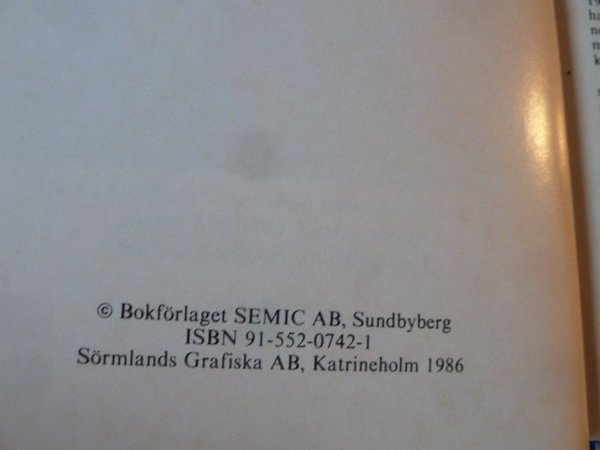 © Bokförlaget SEMIC AB, Sundbyberg
ISBN 91-552-0742-1
Sörmlands Grafiska AB, Katrineholm 1986